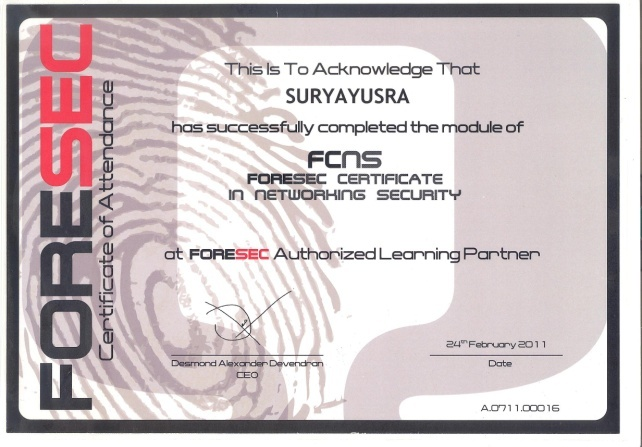 FORESEC
Certificate of Attendance
This Is To Acknowledge That
SURYAYUSRA
has successfully completed the module of
FCNS
FORESEC CERTIFICATE
IN NETWORKING SECURITY
at FORESEC Authorized Learning Partner
Desmond Alexander Devendran
CEO
24th February 2011
Date
A.0711.00016